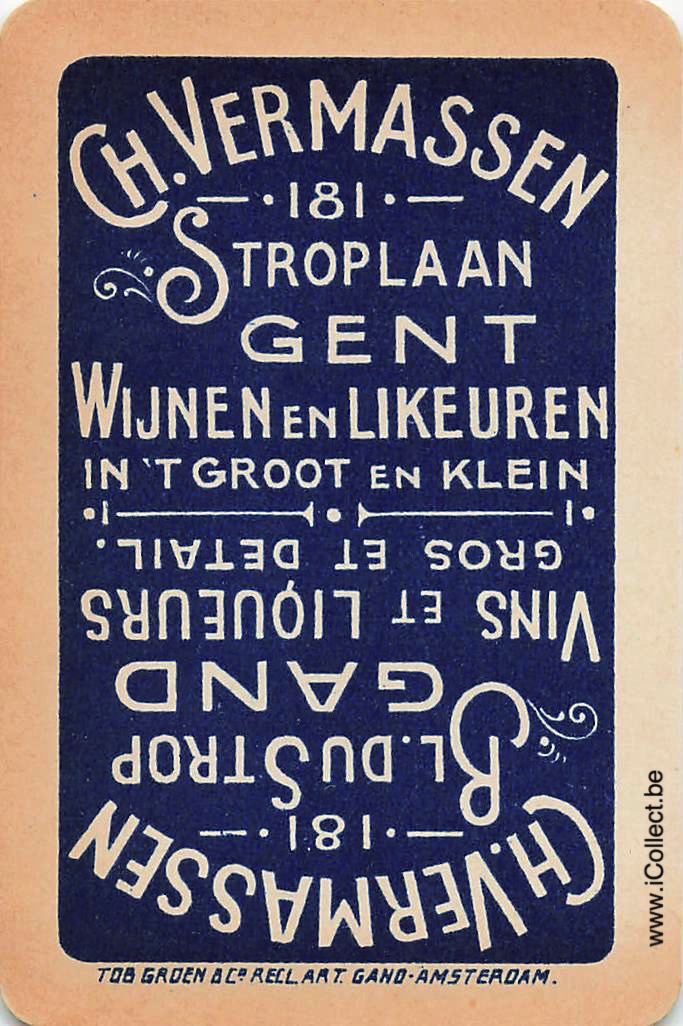 CH. VERMASSEN
181
STROPLAAN
GENT
WIJNEN EN LIKEUREN
IN 'T GROOT EN KLEIN
CH. VERMASSEN
181
BL. DU STROP
GAND
VINS ET LIQUEURS
GROS ET DETAIL.
TOB GROEN & Co RECL. ART. GAND-AMSTERDAM.
www.iCollect.be